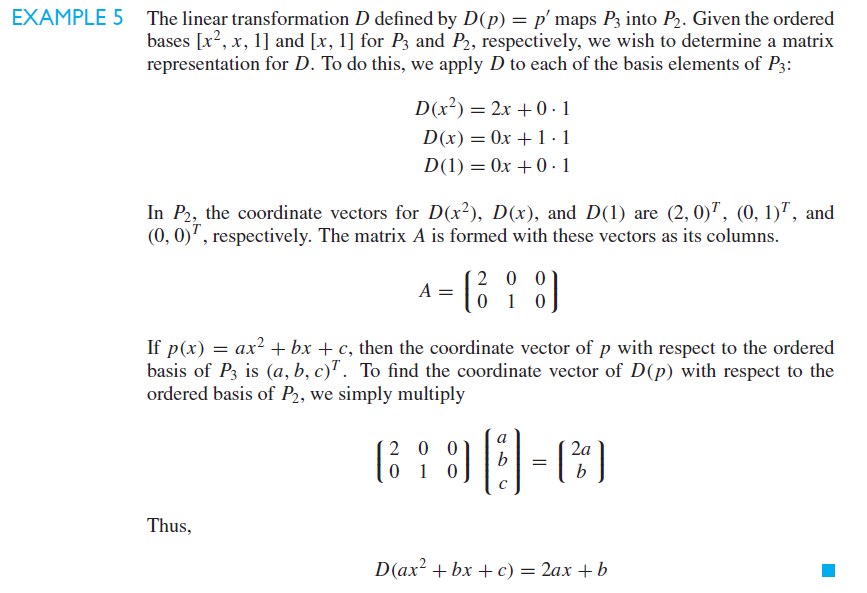 EXAMPLE 5 The linear transformation D defined by D(p) = p′ maps P₃ into P₂. Given the ordered
bases [x², x, 1] and [x, 1] for P₃ and P₂, respectively, we wish to determine a matrix
representation for D. To do this, we apply D to each of the basis elements of P₃:
D(x²) = 2x + 0 · 1
D(x) = 0x + 1 · 1
D(1) = 0x + 0 · 1
In P₂, the coordinate vectors for D(x²), D(x), and D(1) are (2, 0)ᵀ, (0, 1)ᵀ, and
(0, 0)ᵀ, respectively. The matrix A is formed with these vectors as its columns.
A = [2 0 0
0 1 0]
If p(x) = ax² + bx + c, then the coordinate vector of p with respect to the ordered
basis of P₃ is (a, b, c)ᵀ. To find the coordinate vector of D(p) with respect to the
ordered basis of P₂, we simply multiply
[2 0 0
0 1 0] [a
b
c] = [2a
b]
Thus,
D(ax² + bx + c) = 2ax + b